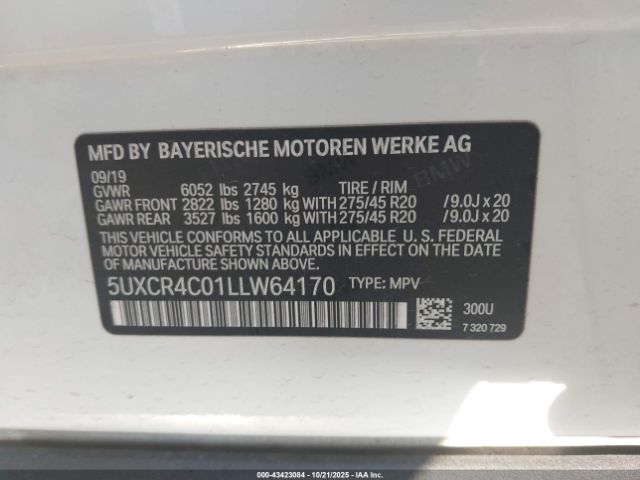 MFD BY BAYERISCHE MOTOREN WERKE AG
09/19
GVWR 6052 lbs 2745 kg TIRE / RIM
GAWR FRONT 2822 lbs 1280 kg WITH 275/45 R20 /9.0J x 20
GAWR REAR 3527 lbs 1600 kg WITH 275/45 R20 /9.0J x 20
THIS VEHICLE CONFORMS TO ALL APPLICABLE U. S. FEDERAL
MOTOR VEHICLE SAFETY STANDARDS IN EFFECT ON THE DATE
OF MANUFACTURE SHOWN ABOVE.
5UXCR4C01LLW64170 TYPE: MPV
300U
7 320 729
000-43423084 • 10/21/2025 • IAA, Inc.